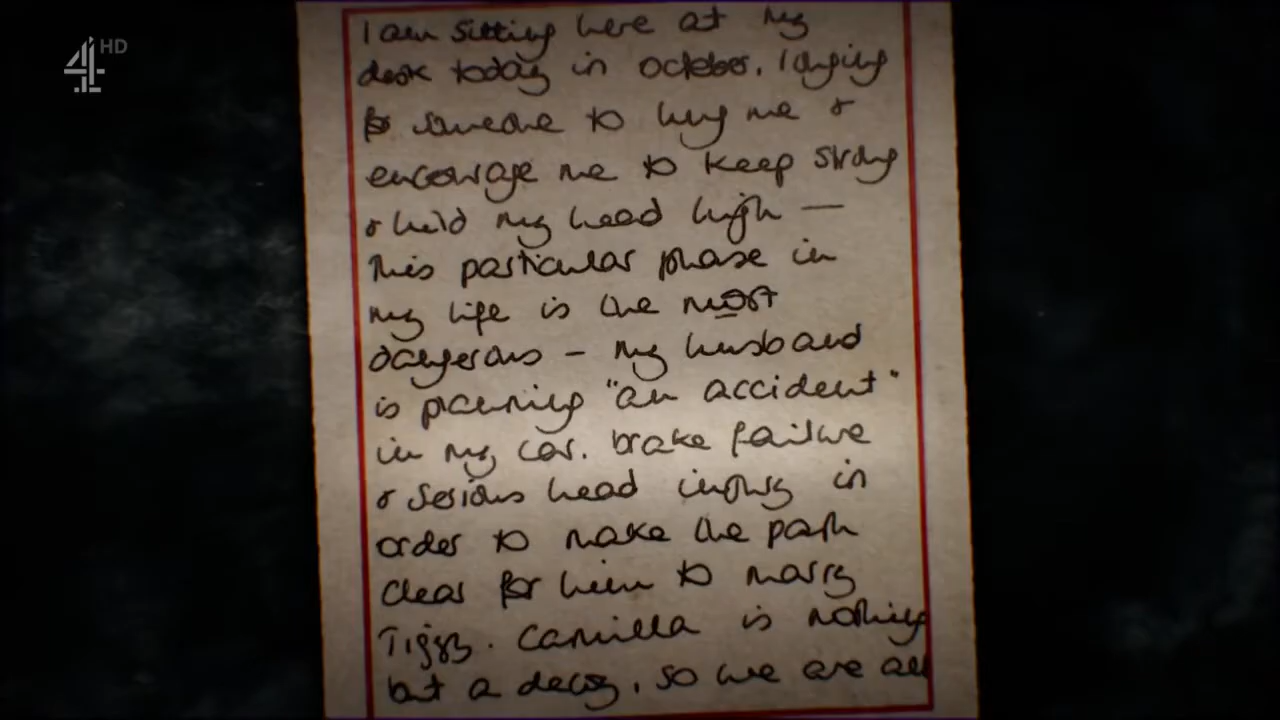 4 HD
I am sitting here at my
desk today in october, longing
for someone to hug me &
encourage me to keep strong
& hold my head high —
This particular phase in
my life is the most
dangerous – my husband
is planning "an accident"
in my car. brake failure
& serious head injury in
order to make the path
clear for him to marry
Tiggy. Camilla is nothing
but a decoy, so we are all